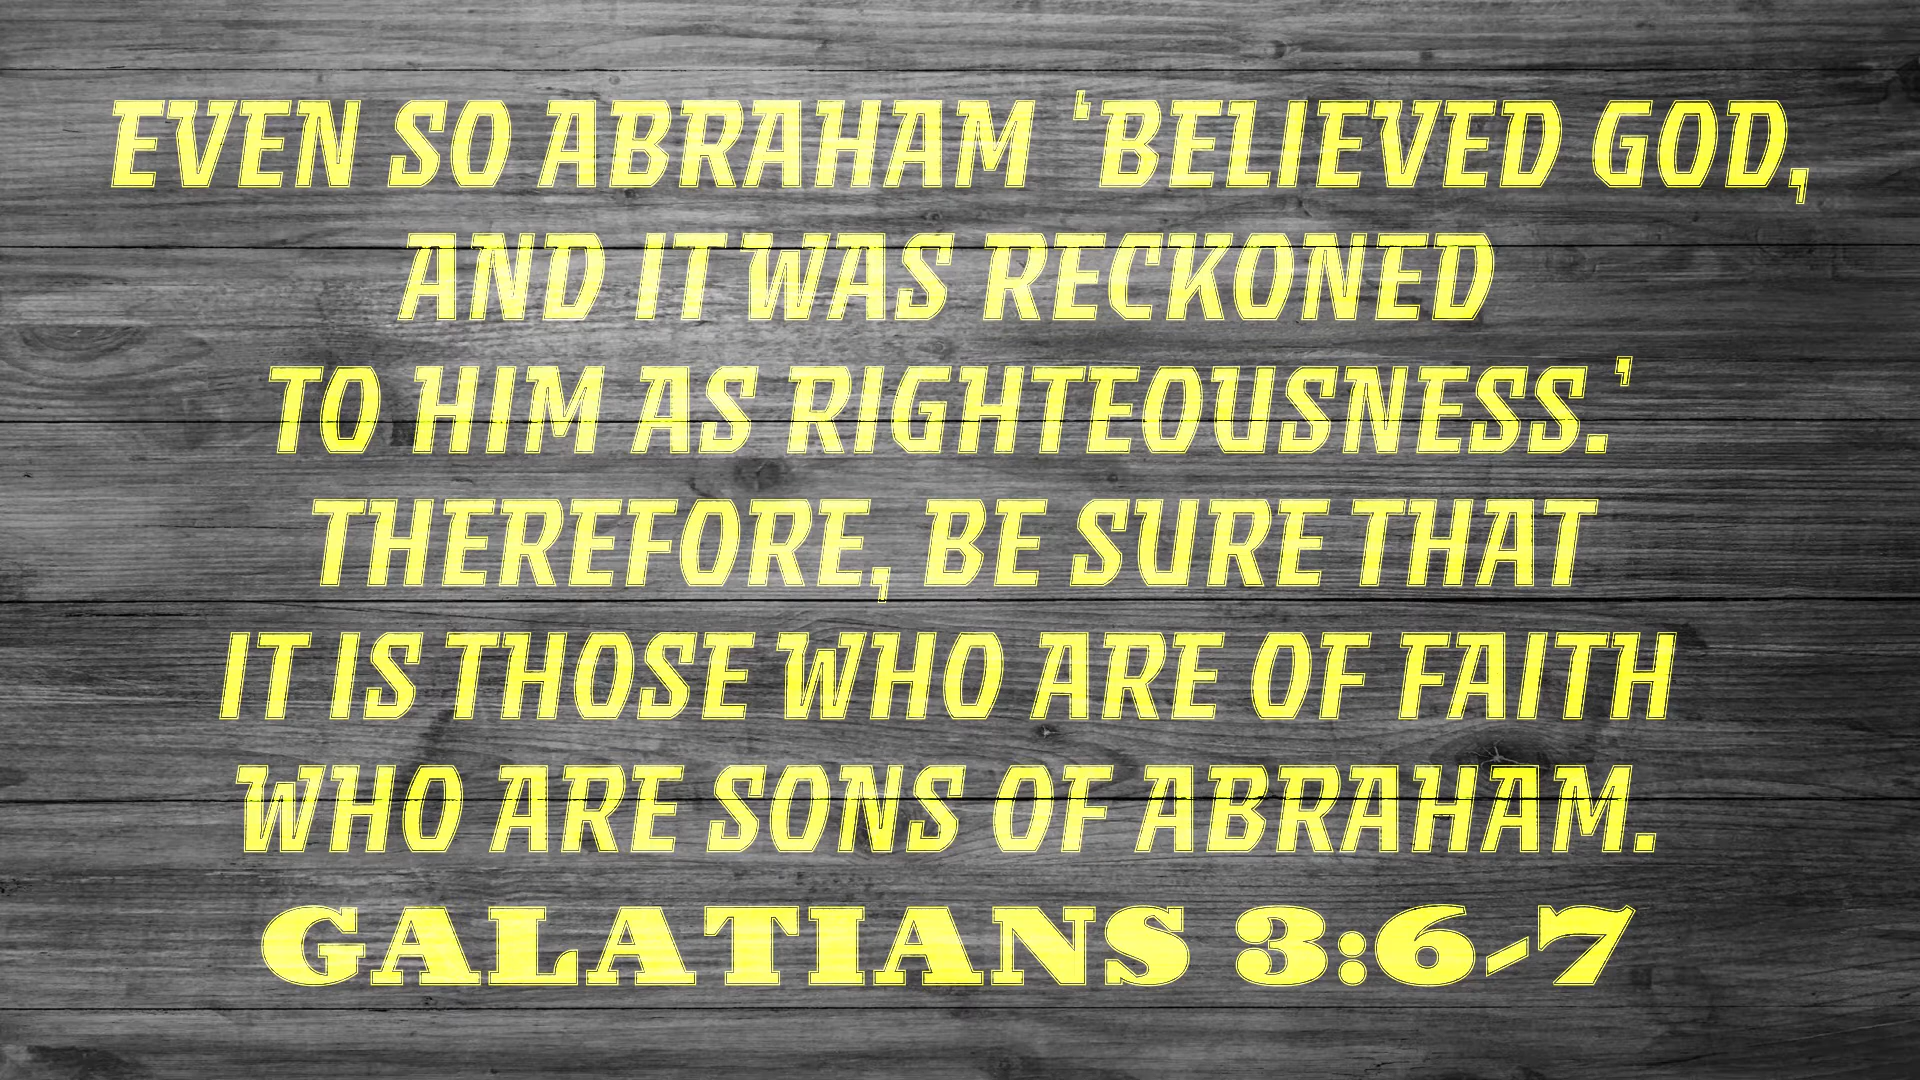 EVEN SO ABRAHAM ‘BELIEVED GOD,
AND IT WAS RECKONED
TO HIM AS RIGHTEOUSNESS.’
THEREFORE, BE SURE THAT
IT IS THOSE WHO ARE OF FAITH
WHO ARE SONS OF ABRAHAM.
GALATIANS 3:6-7